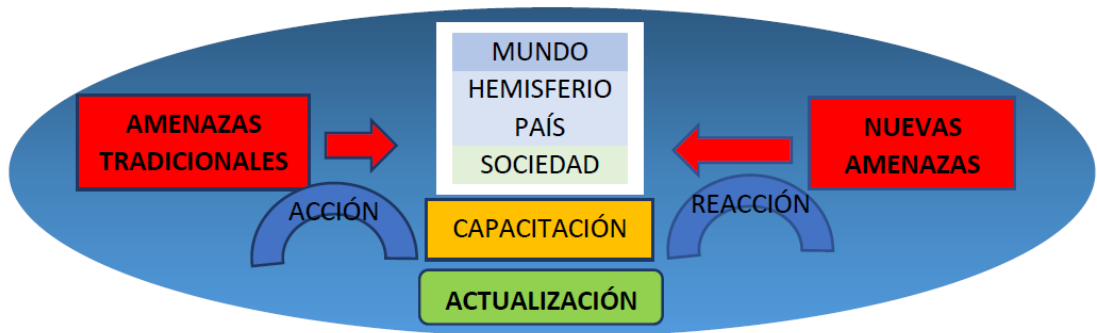 MUNDO
HEMISFERIO
PAÍS
SOCIEDAD
AMENAZAS
TRADICIONALES
NUEVAS
AMENAZAS
ACCIÓN
REACCIÓN
CAPACITACIÓN
ACTUALIZACIÓN